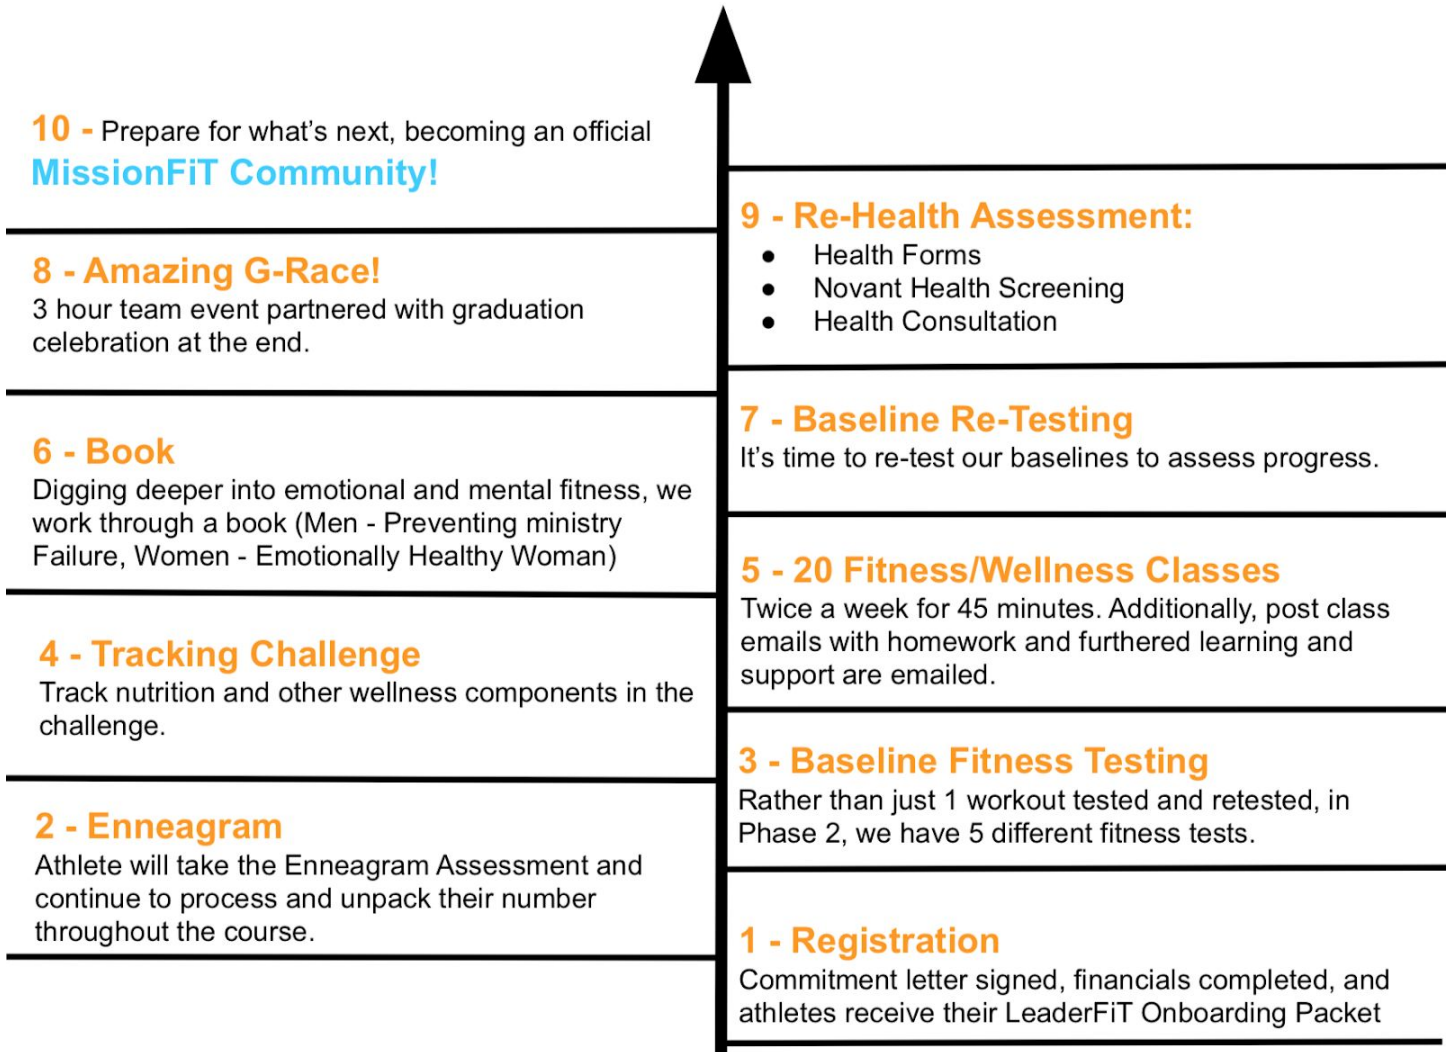 10 - Prepare for what's next, becoming an official
MissionFiT Community!
9 - Re-Health Assessment:
● Health Forms
● Novant Health Screening
● Health Consultation
8 - Amazing G-Race!
3 hour team event partnered with graduation
celebration at the end.
7 - Baseline Re-Testing
It's time to re-test our baselines to assess progress.
6 - Book
Digging deeper into emotional and mental fitness, we
work through a book (Men - Preventing ministry
Failure, Women - Emotionally Healthy Woman)
5 - 20 Fitness/Wellness Classes
Twice a week for 45 minutes. Additionally, post class
emails with homework and furthered learning and
support are emailed.
4 - Tracking Challenge
Track nutrition and other wellness components in the
challenge.
3 - Baseline Fitness Testing
Rather than just 1 workout tested and retested, in
Phase 2, we have 5 different fitness tests.
2 - Enneagram
Athlete will take the Enneagram Assessment and
continue to process and unpack their number
throughout the course.
1 - Registration
Commitment letter signed, financials completed, and
athletes receive their LeaderFiT Onboarding Packet